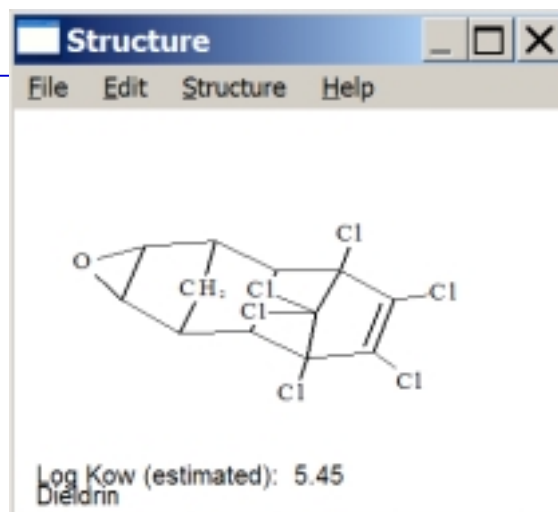 Structure
File Edit Structure Help
Cl
O
CH₂ Cl Cl
Cl
Cl
Cl
Log Kow (estimated): 5.45
Dieldrin